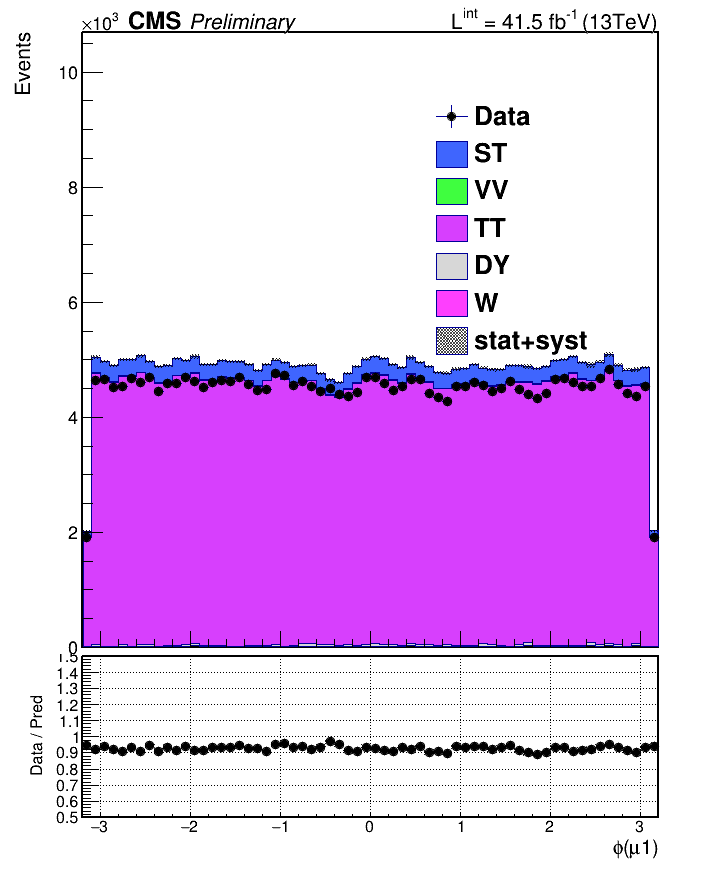 ×10³ CMS Preliminary L^int = 41.5 fb⁻¹ (13TeV)
Events
10
8
6
4
2
0
Data
ST
VV
TT
DY
W
stat+syst
Data / Pred
1.5
1.4
1.3
1.2
1.1
1
0.9
0.8
0.7
0.6
0.5
−3 −2 −1 0 1 2 3
ϕ(μ1)